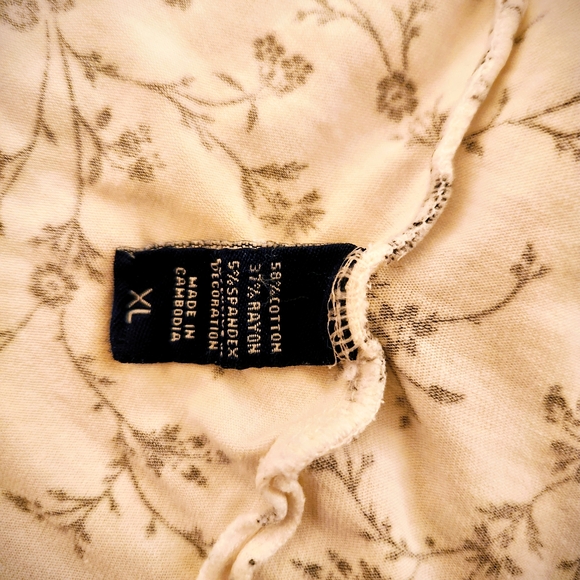 58% COTTON
37% RAYON
5% SPANDEX
DECORATION
MADE IN
CAMBODIA
XL